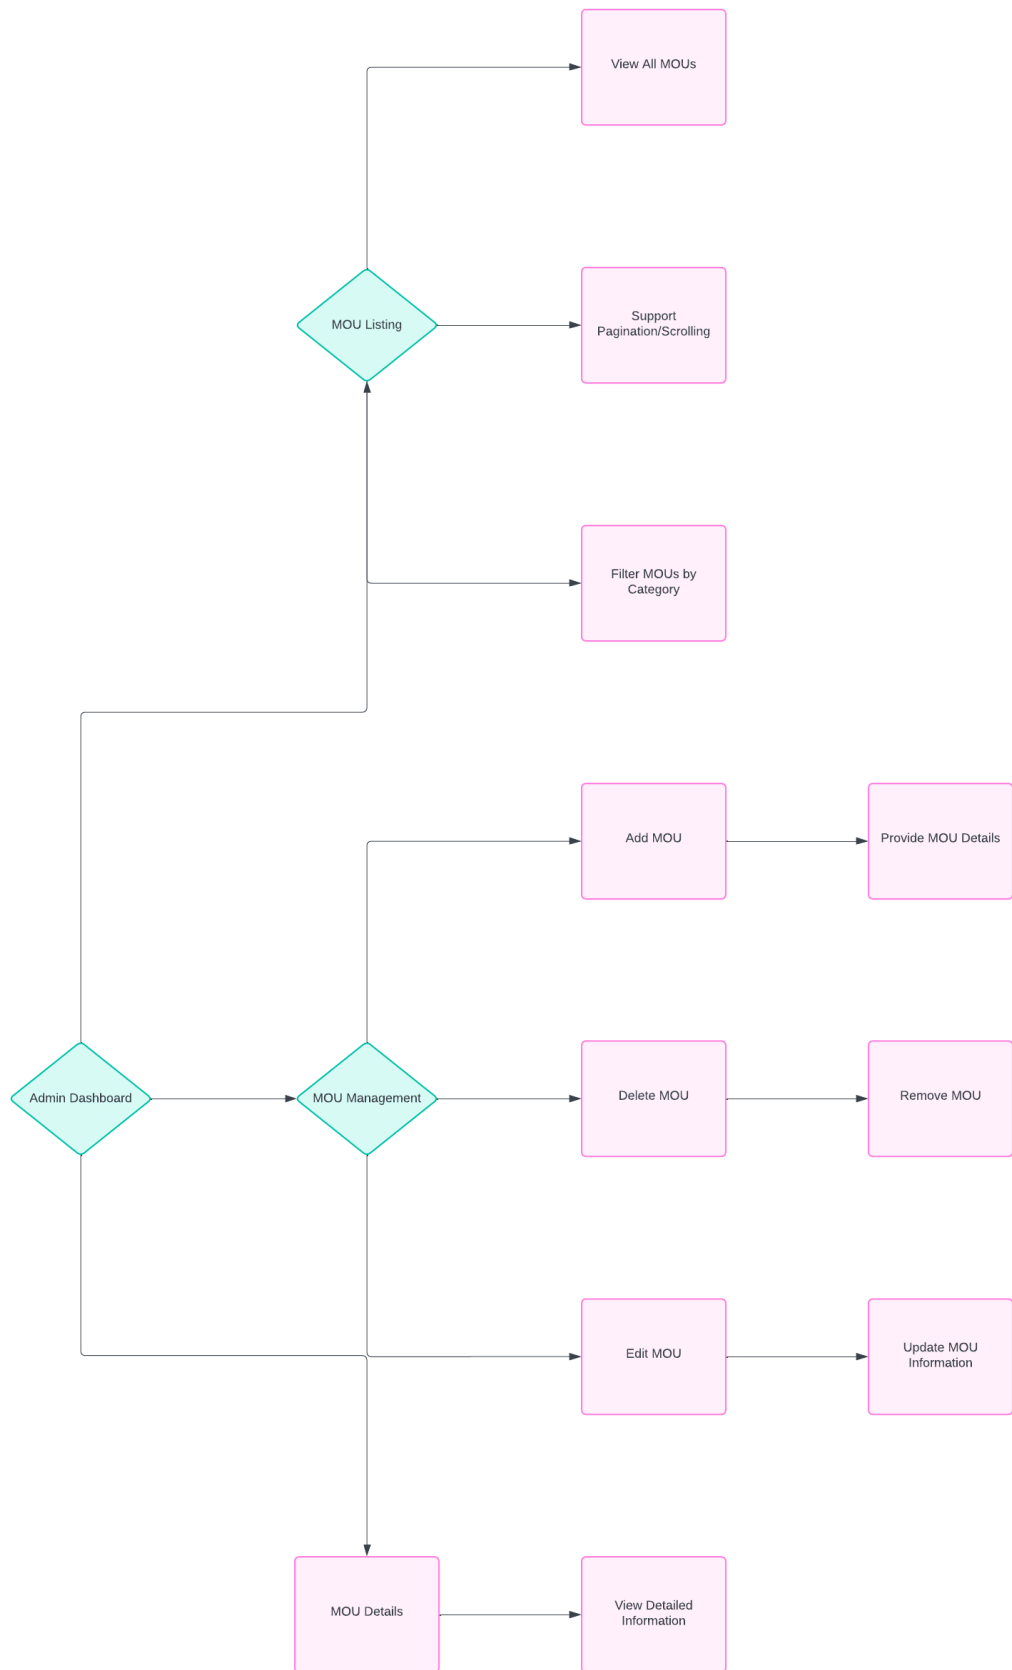 View All MOUs
MOU Listing
Support
Pagination/Scrolling
Filter MOUs by
Category
Add MOU
Provide MOU Details
Admin Dashboard
MOU Management
Delete MOU
Remove MOU
Edit MOU
Update MOU
Information
MOU Details
View Detailed
Information